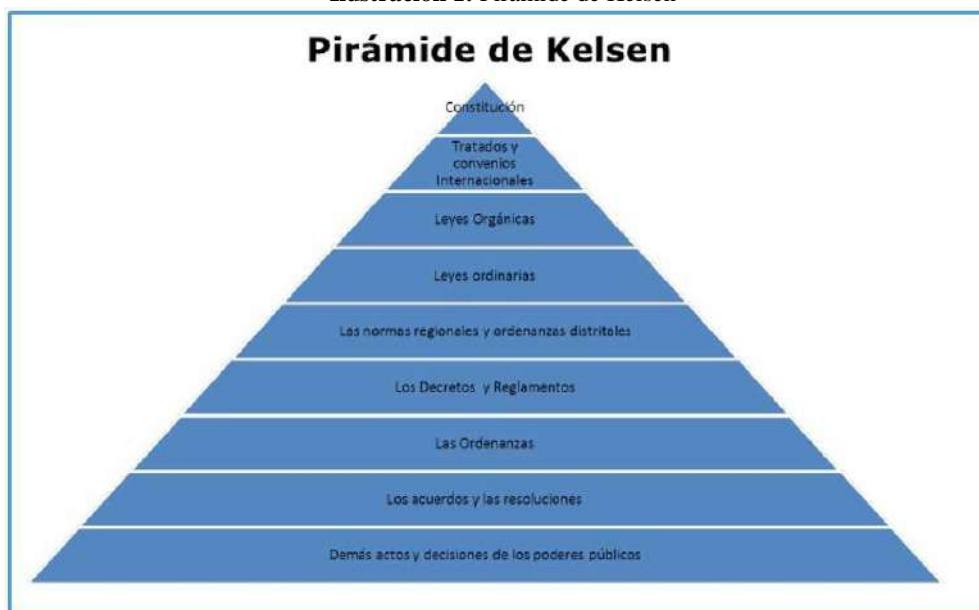 Pirámide de Kelsen
Constitución
Tratados y
convenios
Internacionales
Leyes Orgánicas
Leyes ordinarias
Las normas regionales y ordenanzas distritales
Los Decretos y Reglamentos
Las Ordenanzas
Los acuerdos y las resoluciones
Demás actos y decisiones de los poderes públicos